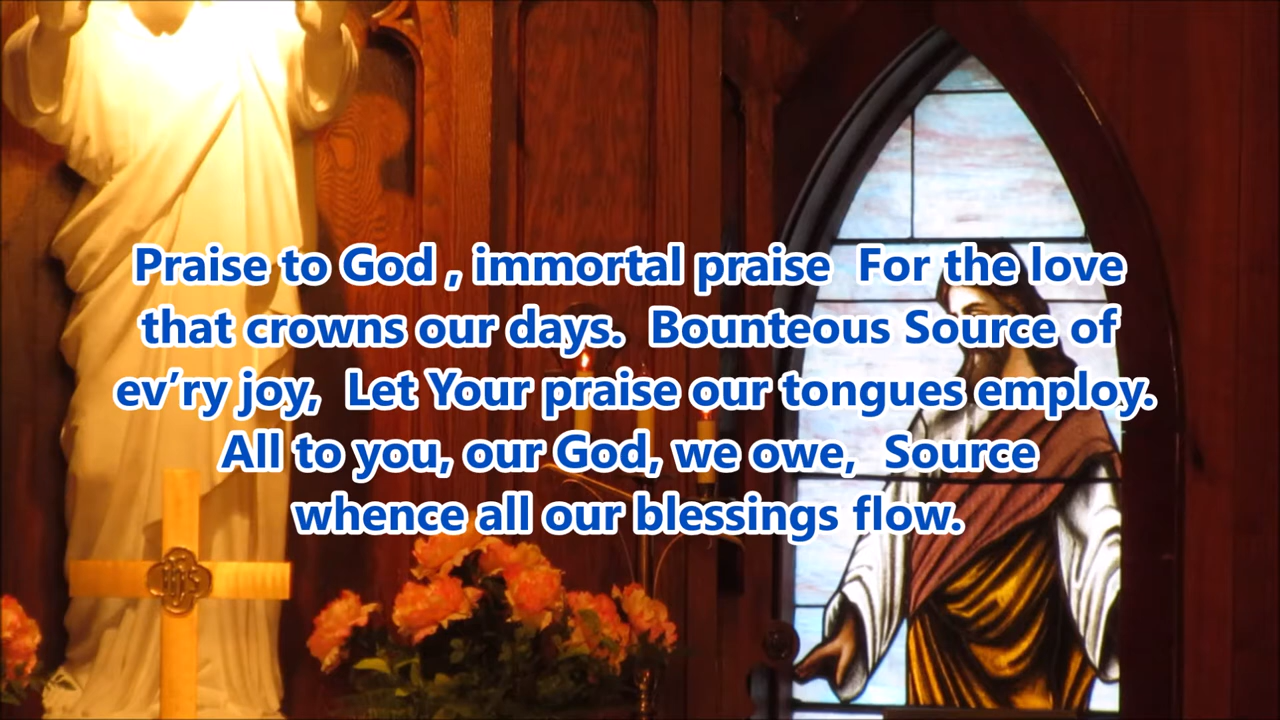 Praise to God , immortal praise  For the love
that crowns our days.  Bounteous Source of
ev’ry joy,  Let Your praise our tongues employ.
All to you, our God, we owe,  Source
whence all our blessings flow.
IHS